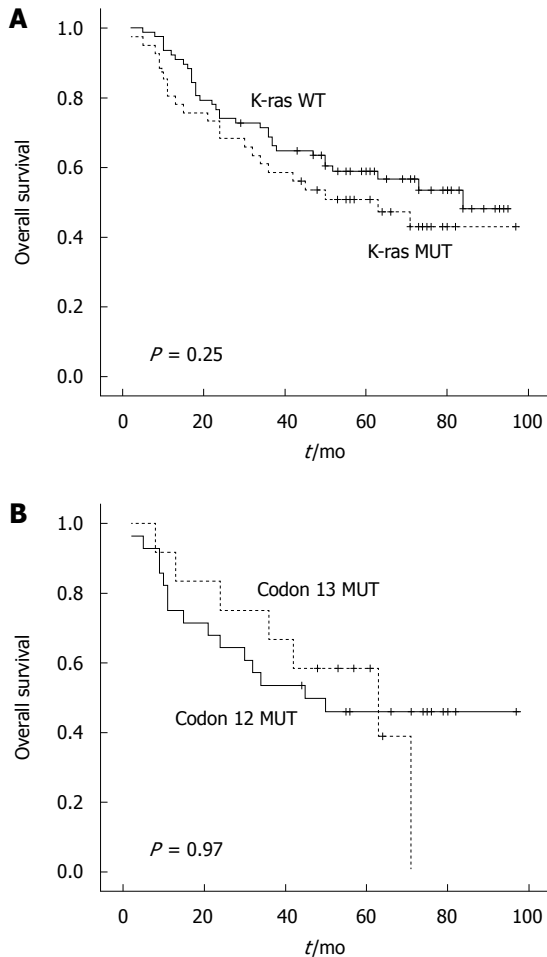 A
1.0
0.8
0.6
0.4
0.2
0.0
Overall survival
K-ras WT
K-ras MUT
P = 0.25
0 20 40 60 80 100
t/mo
B
1.0
0.8
0.6
0.4
0.2
0.0
Overall survival
Codon 13 MUT
Codon 12 MUT
P = 0.97
0 20 40 60 80 100
t/mo